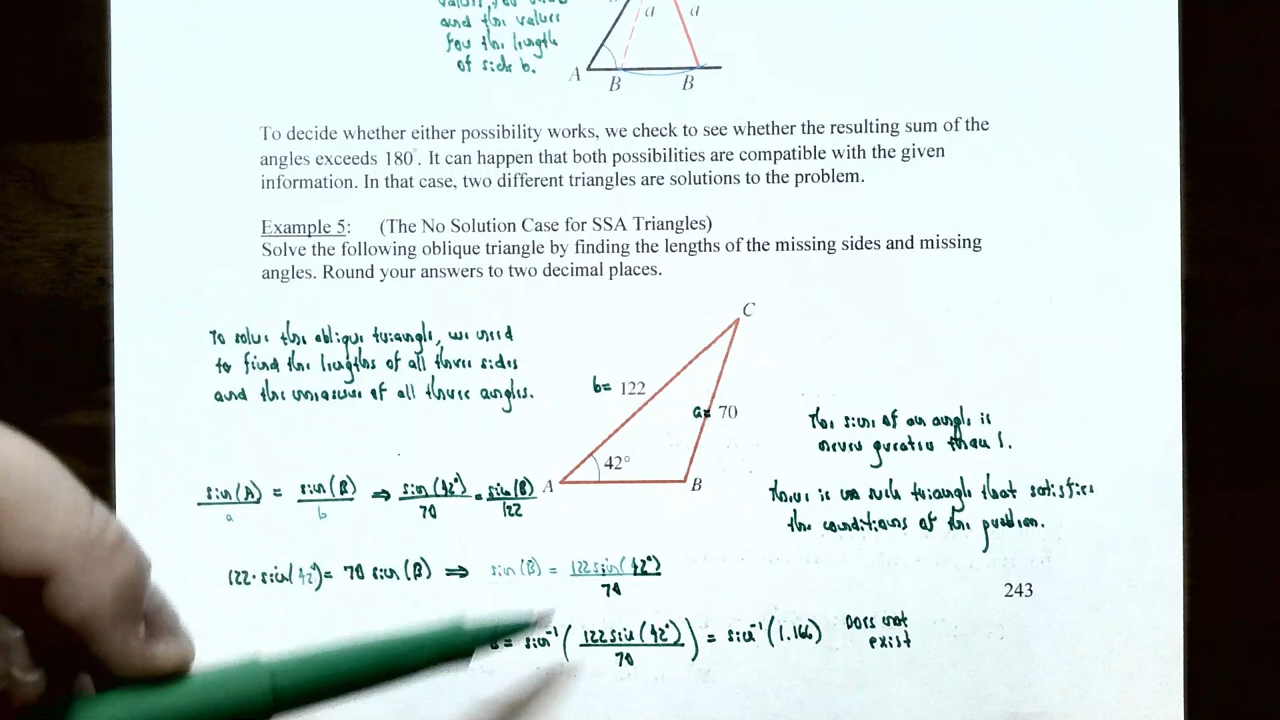 values, you
and the values
for the length
of side b.
a
a
A
B
B
To decide whether either possibility works, we check to see whether the resulting sum of the
angles exceeds 180°. It can happen that both possibilities are compatible with the given
information. In that case, two different triangles are solutions to the problem.
Example 5: (The No Solution Case for SSA Triangles)
Solve the following oblique triangle by finding the lengths of the missing sides and missing
angles. Round your answers to two decimal places.
C
To solve the oblique triangle, we need
to find the lengths of all three sides
and the measure of all three angles.
b= 122
a= 70
42°
A
B
The sine of an angle is
never greater than 1.
There is no such triangle that satisfies
the conditions of the problem.
sin(A)/a = sin(B)/b ⇒ sin(42°)/70 = sin(B)/122
122·sin(42°)= 70 sin(B) ⇒ sin(B) = 122sin(42°)/70
= sin⁻¹(122sin(42°)/70) = sin⁻¹(1.166) Does not
exist
243